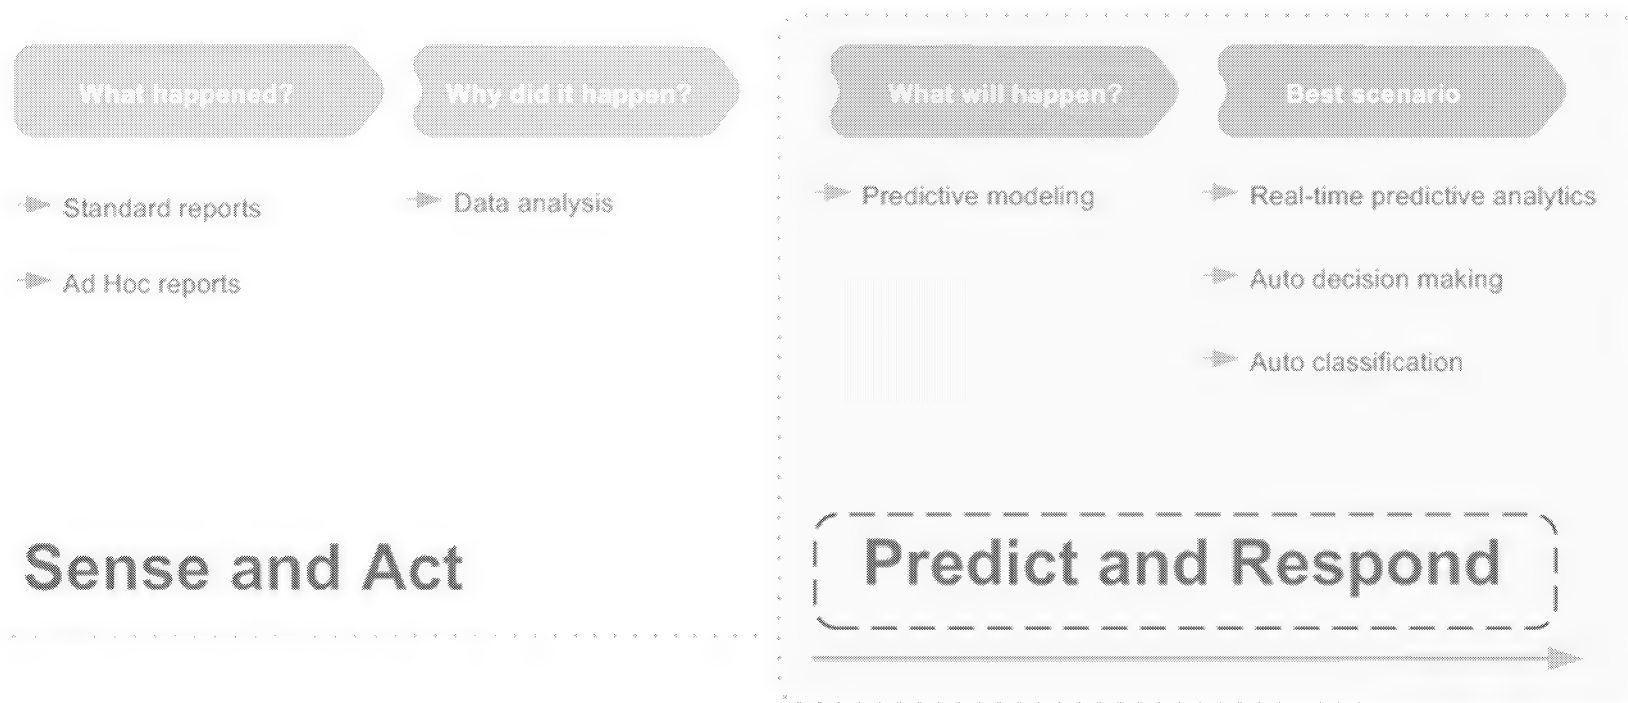 What happened?
Standard reports
Ad Hoc reports
Why did it happen?
Data analysis
Sense and Act
What will happen?
Predictive modeling
Best scenario
Real-time predictive analytics
Auto decision making
Auto classification
Predict and Respond